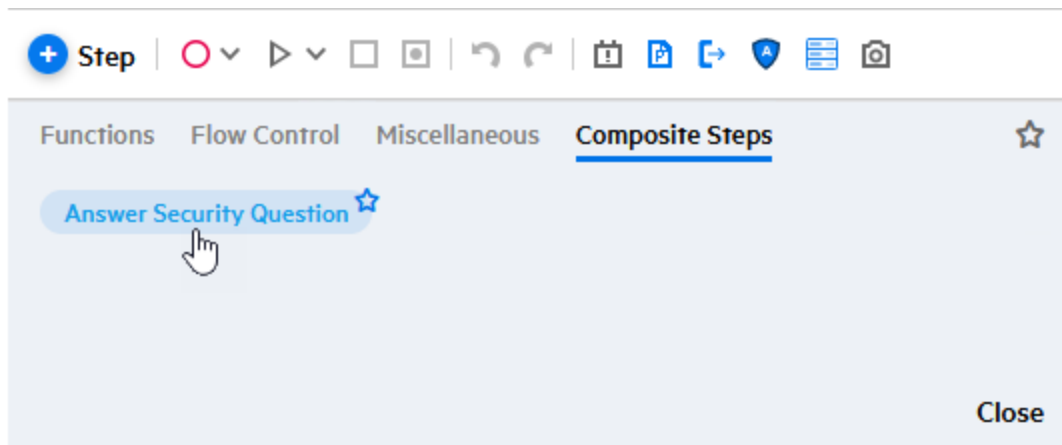 Step
Functions Flow Control Miscellaneous Composite Steps
Answer Security Question
Close